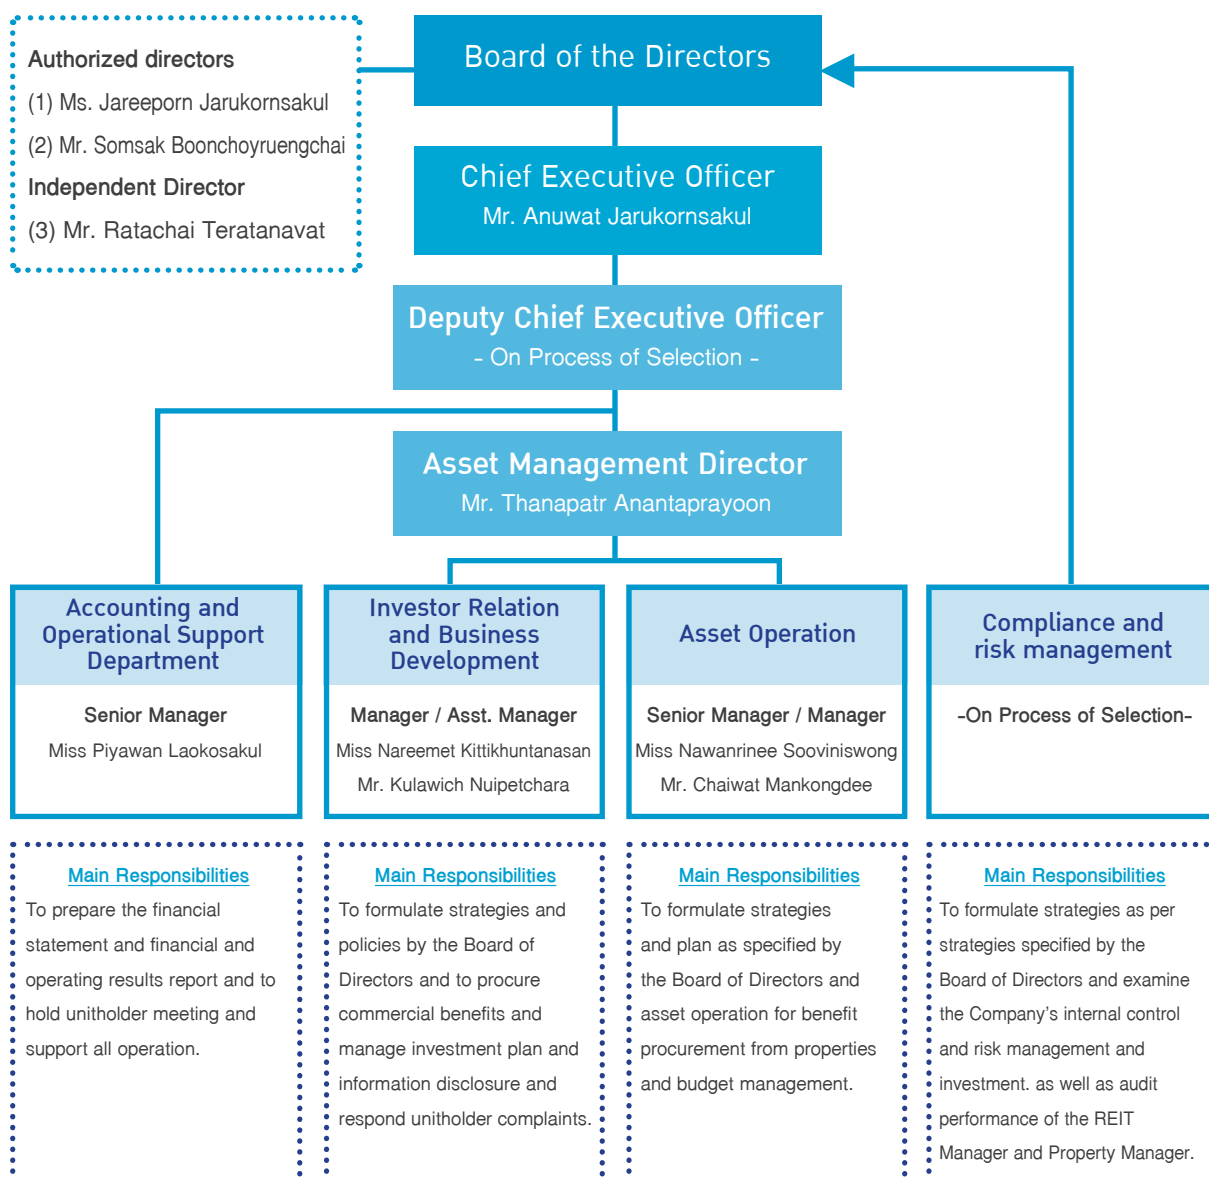 Authorized directors
(1) Ms. Jareeporn Jarukornsakul
(2) Mr. Somsak Boonchoyruengchai
Independent Director
(3) Mr. Ratachai Teratanavat
Board of the Directors
Chief Executive Officer
Mr. Anuwat Jarukornsakul
Deputy Chief Executive Officer
- On Process of Selection -
Asset Management Director
Mr. Thanapatr Anantaprayoon
Accounting and
Operational Support
Department
Senior Manager
Miss Piyawan Laokosakul
Investor Relation
and Business
Development
Manager / Asst. Manager
Miss Nareemet Kittikhuntanasan
Mr. Kulawich Nuipetchara
Asset Operation
Senior Manager / Manager
Miss Nawanrinee Sooviniswong
Mr. Chaiwat Mankongdee
Compliance and
risk management
-On Process of Selection-
Main Responsibilities
To prepare the financial
statement and financial and
operating results report and to
hold unitholder meeting and
support all operation.
Main Responsibilities
To formulate strategies and
policies by the Board of
Directors and to procure
commercial benefits and
manage investment plan and
information disclosure and
respond unitholder complaints.
Main Responsibilities
To formulate strategies
and plan as specified by
the Board of Directors and
asset operation for benefit
procurement from properties
and budget management.
Main Responsibilities
To formulate strategies as per
strategies specified by the
Board of Directors and examine
the Company's internal control
and risk management and
investment. as well as audit
performance of the REIT
Manager and Property Manager.